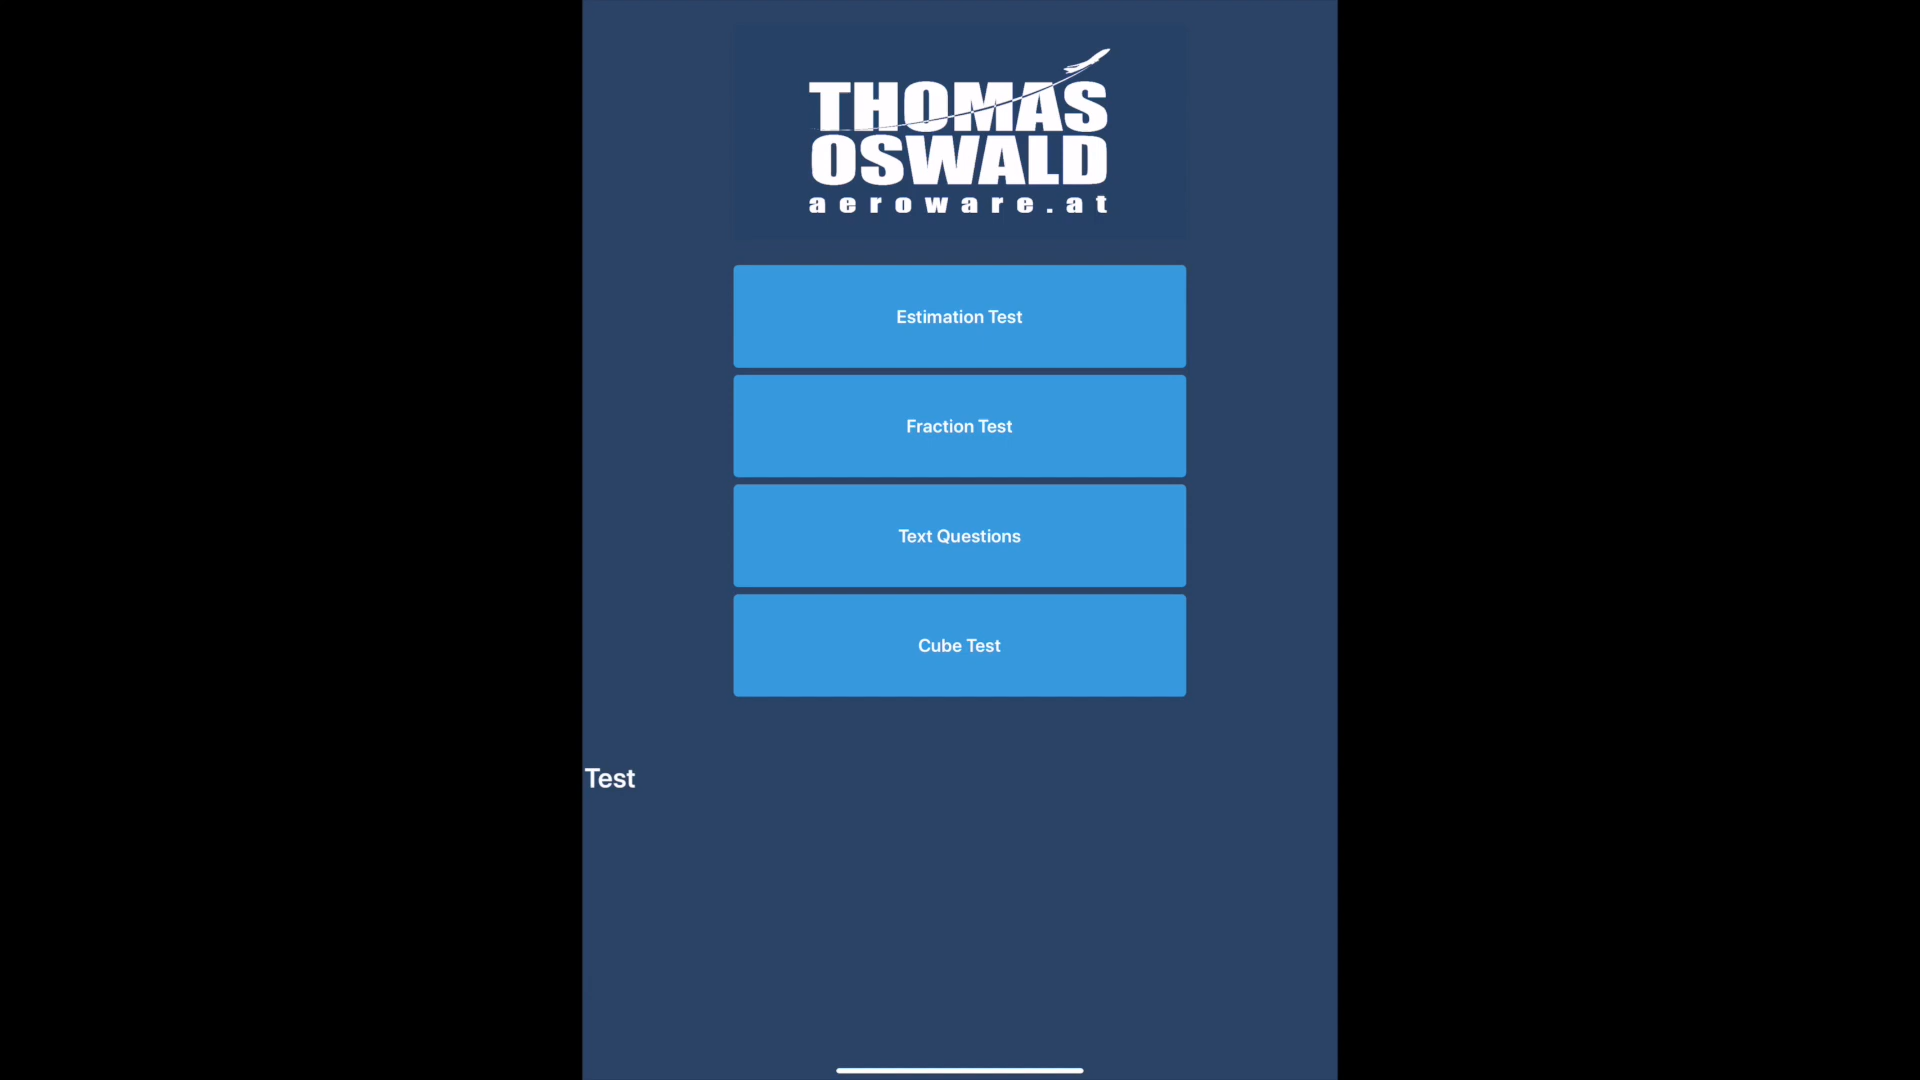 THOMAS
OSWALD
aeroware.at
Estimation Test
Fraction Test
Text Questions
Cube Test
Test